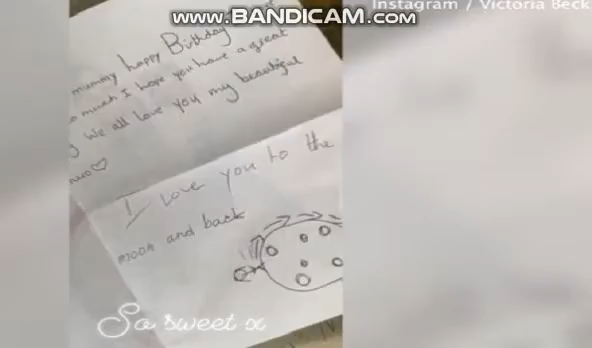 www.BANDICAM.com
Instagram / Victoria Beck
mummy happy Birthday
much I hope you have a great
We all love you my beautiful
I love you to the
moon and back
So sweet x